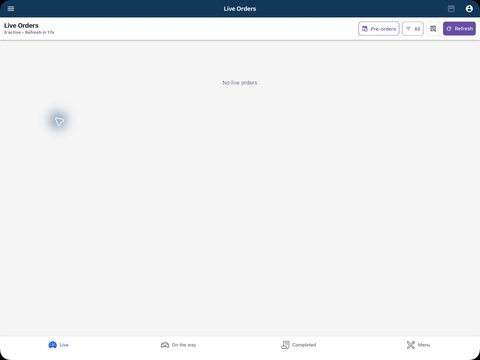 Live Orders
Live Orders
0 active • Refresh in 17s
Pre-orders
All
Refresh
No live orders
Live
On the way
Completed
Menu